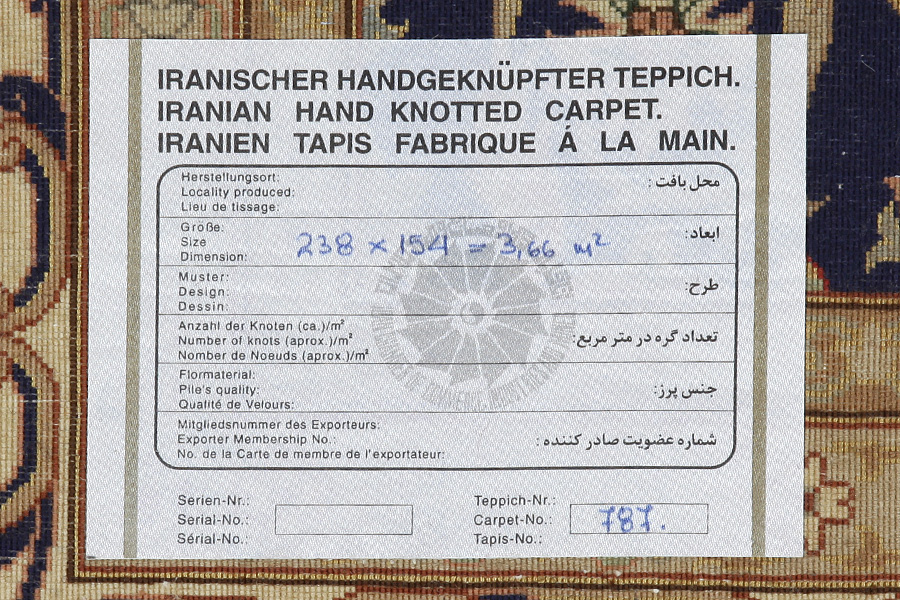 IRANISCHER HANDGEKNÜPFTER TEPPICH.
IRANIAN HAND KNOTTED CARPET.
IRANIEN TAPIS FABRIQUE Á LA MAIN.
Herstellungsort:
Locality produced: محل بافت :
Lieu de tissage:
Größe:
Size 238 × 154 = 3,66 m² ابعاد:
Dimension:
Muster:
Design: طرح:
Dessin:
Anzahl der Knoten (ca.)/m²
Number of knots (aprox.)/m² تعداد گره در متر مربع:
Nomber de Noeuds (aprox.)/m²
Flormaterial:
Pile's quality: جنس پرز:
Qualité de Velours:
Mitgliedsnummer des Exporteurs:
Exporter Membership No.: شماره عضویت صادر کننده :
No. de la Carte de membre de l'exportateur:
Serien-Nr.: Teppich-Nr.:
Serial-No.: Carpet-No.: 787.
Sérial-No.: Tapis-No.: